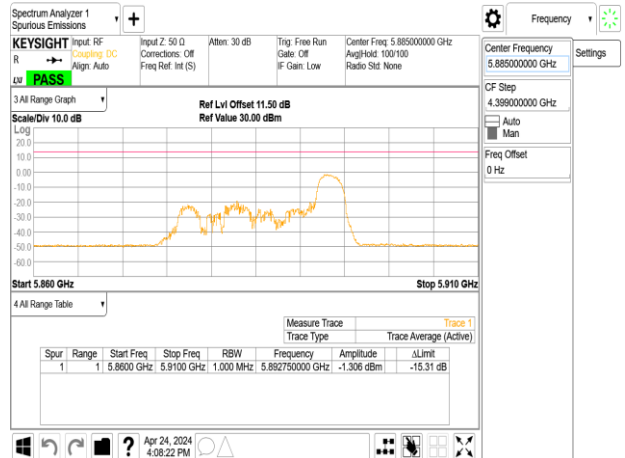 Spectrum Analyzer 1
Spurious Emissions
+
Frequency
KEYSIGHT
R
LXI
PASS
Input: RF
Coupling: DC
Align: Auto
Input Z: 50 Ω
Corrections: Off
Freq Ref: Int (S)
Atten: 30 dB
Trig: Free Run
Gate: Off
IF Gain: Low
Center Freq: 5.885000000 GHz
Avg|Hold: 100/100
Radio Std: None
Center Frequency
5.885000000 GHz
Settings
CF Step
4.399000000 GHz
Auto
Man
Freq Offset
0 Hz
3 All Range Graph
Scale/Div 10.0 dB
Ref Lvl Offset 11.50 dB
Ref Value 30.00 dBm
Log
20.0
10.0
0.00
-10.0
-20.0
-30.0
-40.0
-50.0
-60.0
Start 5.860 GHz
Stop 5.910 GHz
4 All Range Table
Measure Trace Trace 1
Trace Type Trace Average (Active)
Spur Range Start Freq Stop Freq RBW Frequency Amplitude ΔLimit
1 1 5.8600 GHz 5.9100 GHz 1.000 MHz 5.892750000 GHz -1.306 dBm -15.31 dB
?
Apr 24, 2024
4:08:22 PM